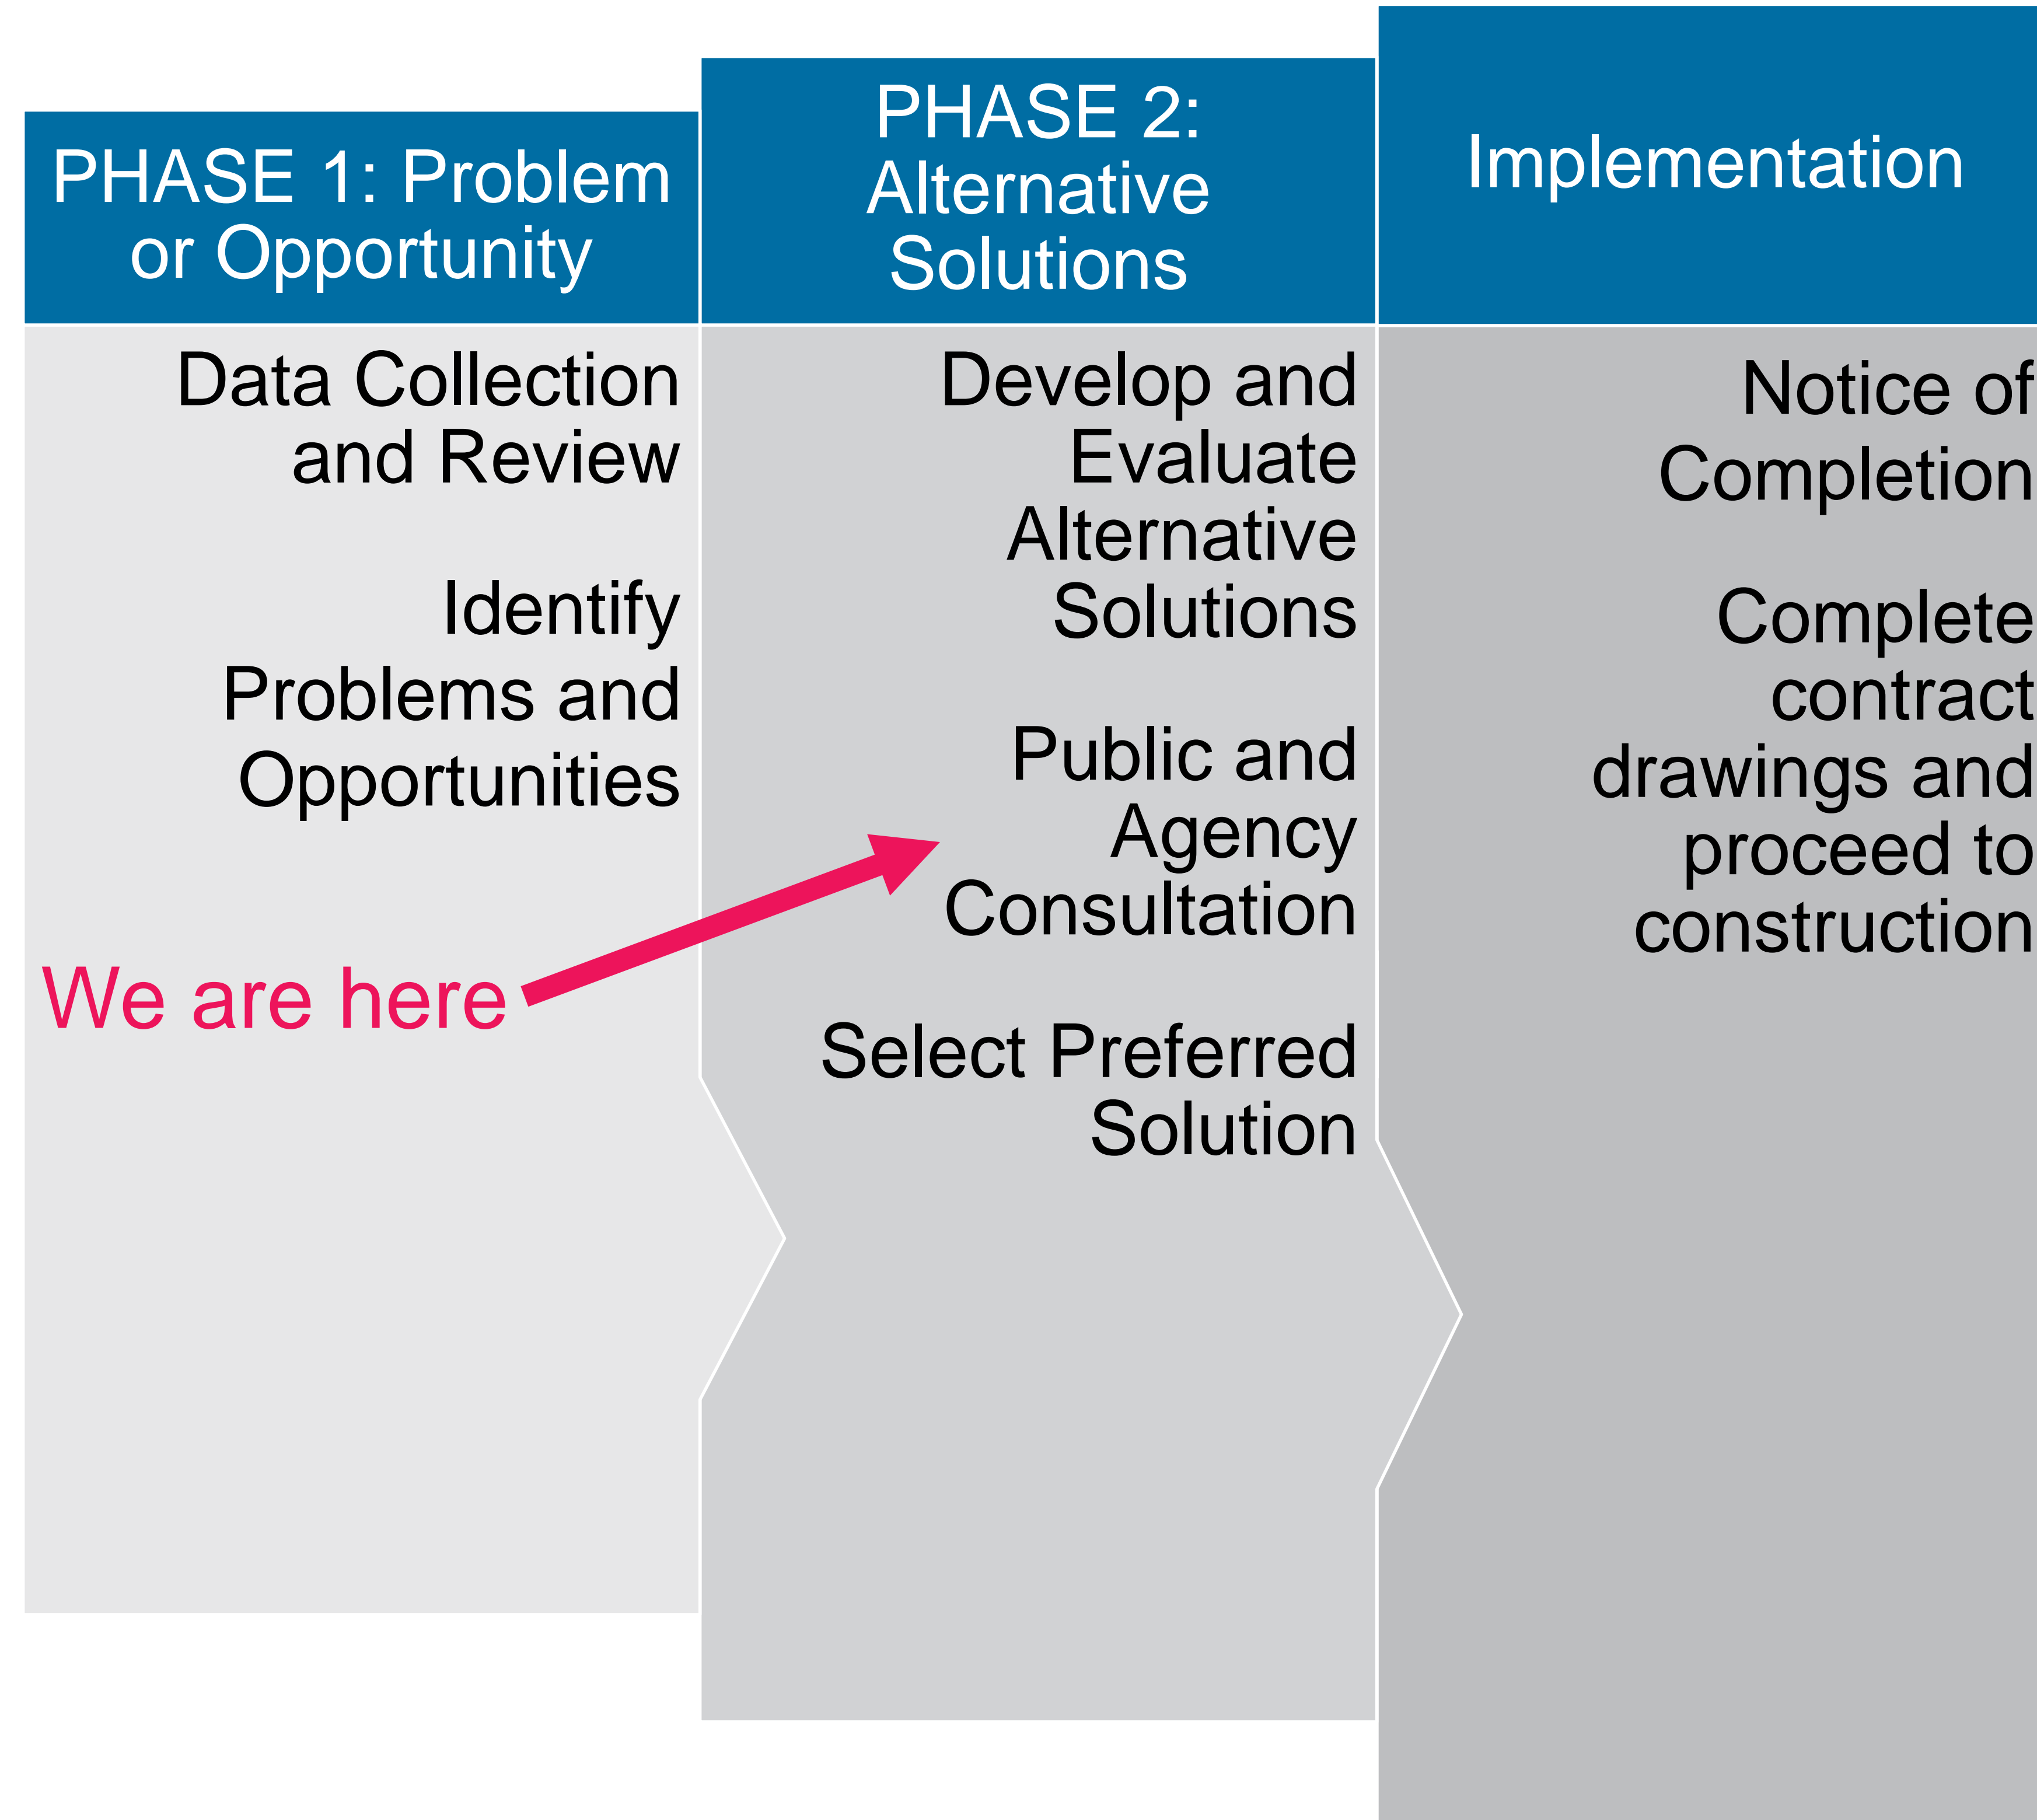 PHASE 1: Problem
or Opportunity
Data Collection
and Review
Identify
Problems and
Opportunities
We are here
PHASE 2:
Alternative
Solutions
Develop and
Evaluate
Alternative
Solutions
Public and
Agency
Consultation
Select Preferred
Solution
Implementation
Notice of
Completion
Complete
contract
drawings and
proceed to
construction